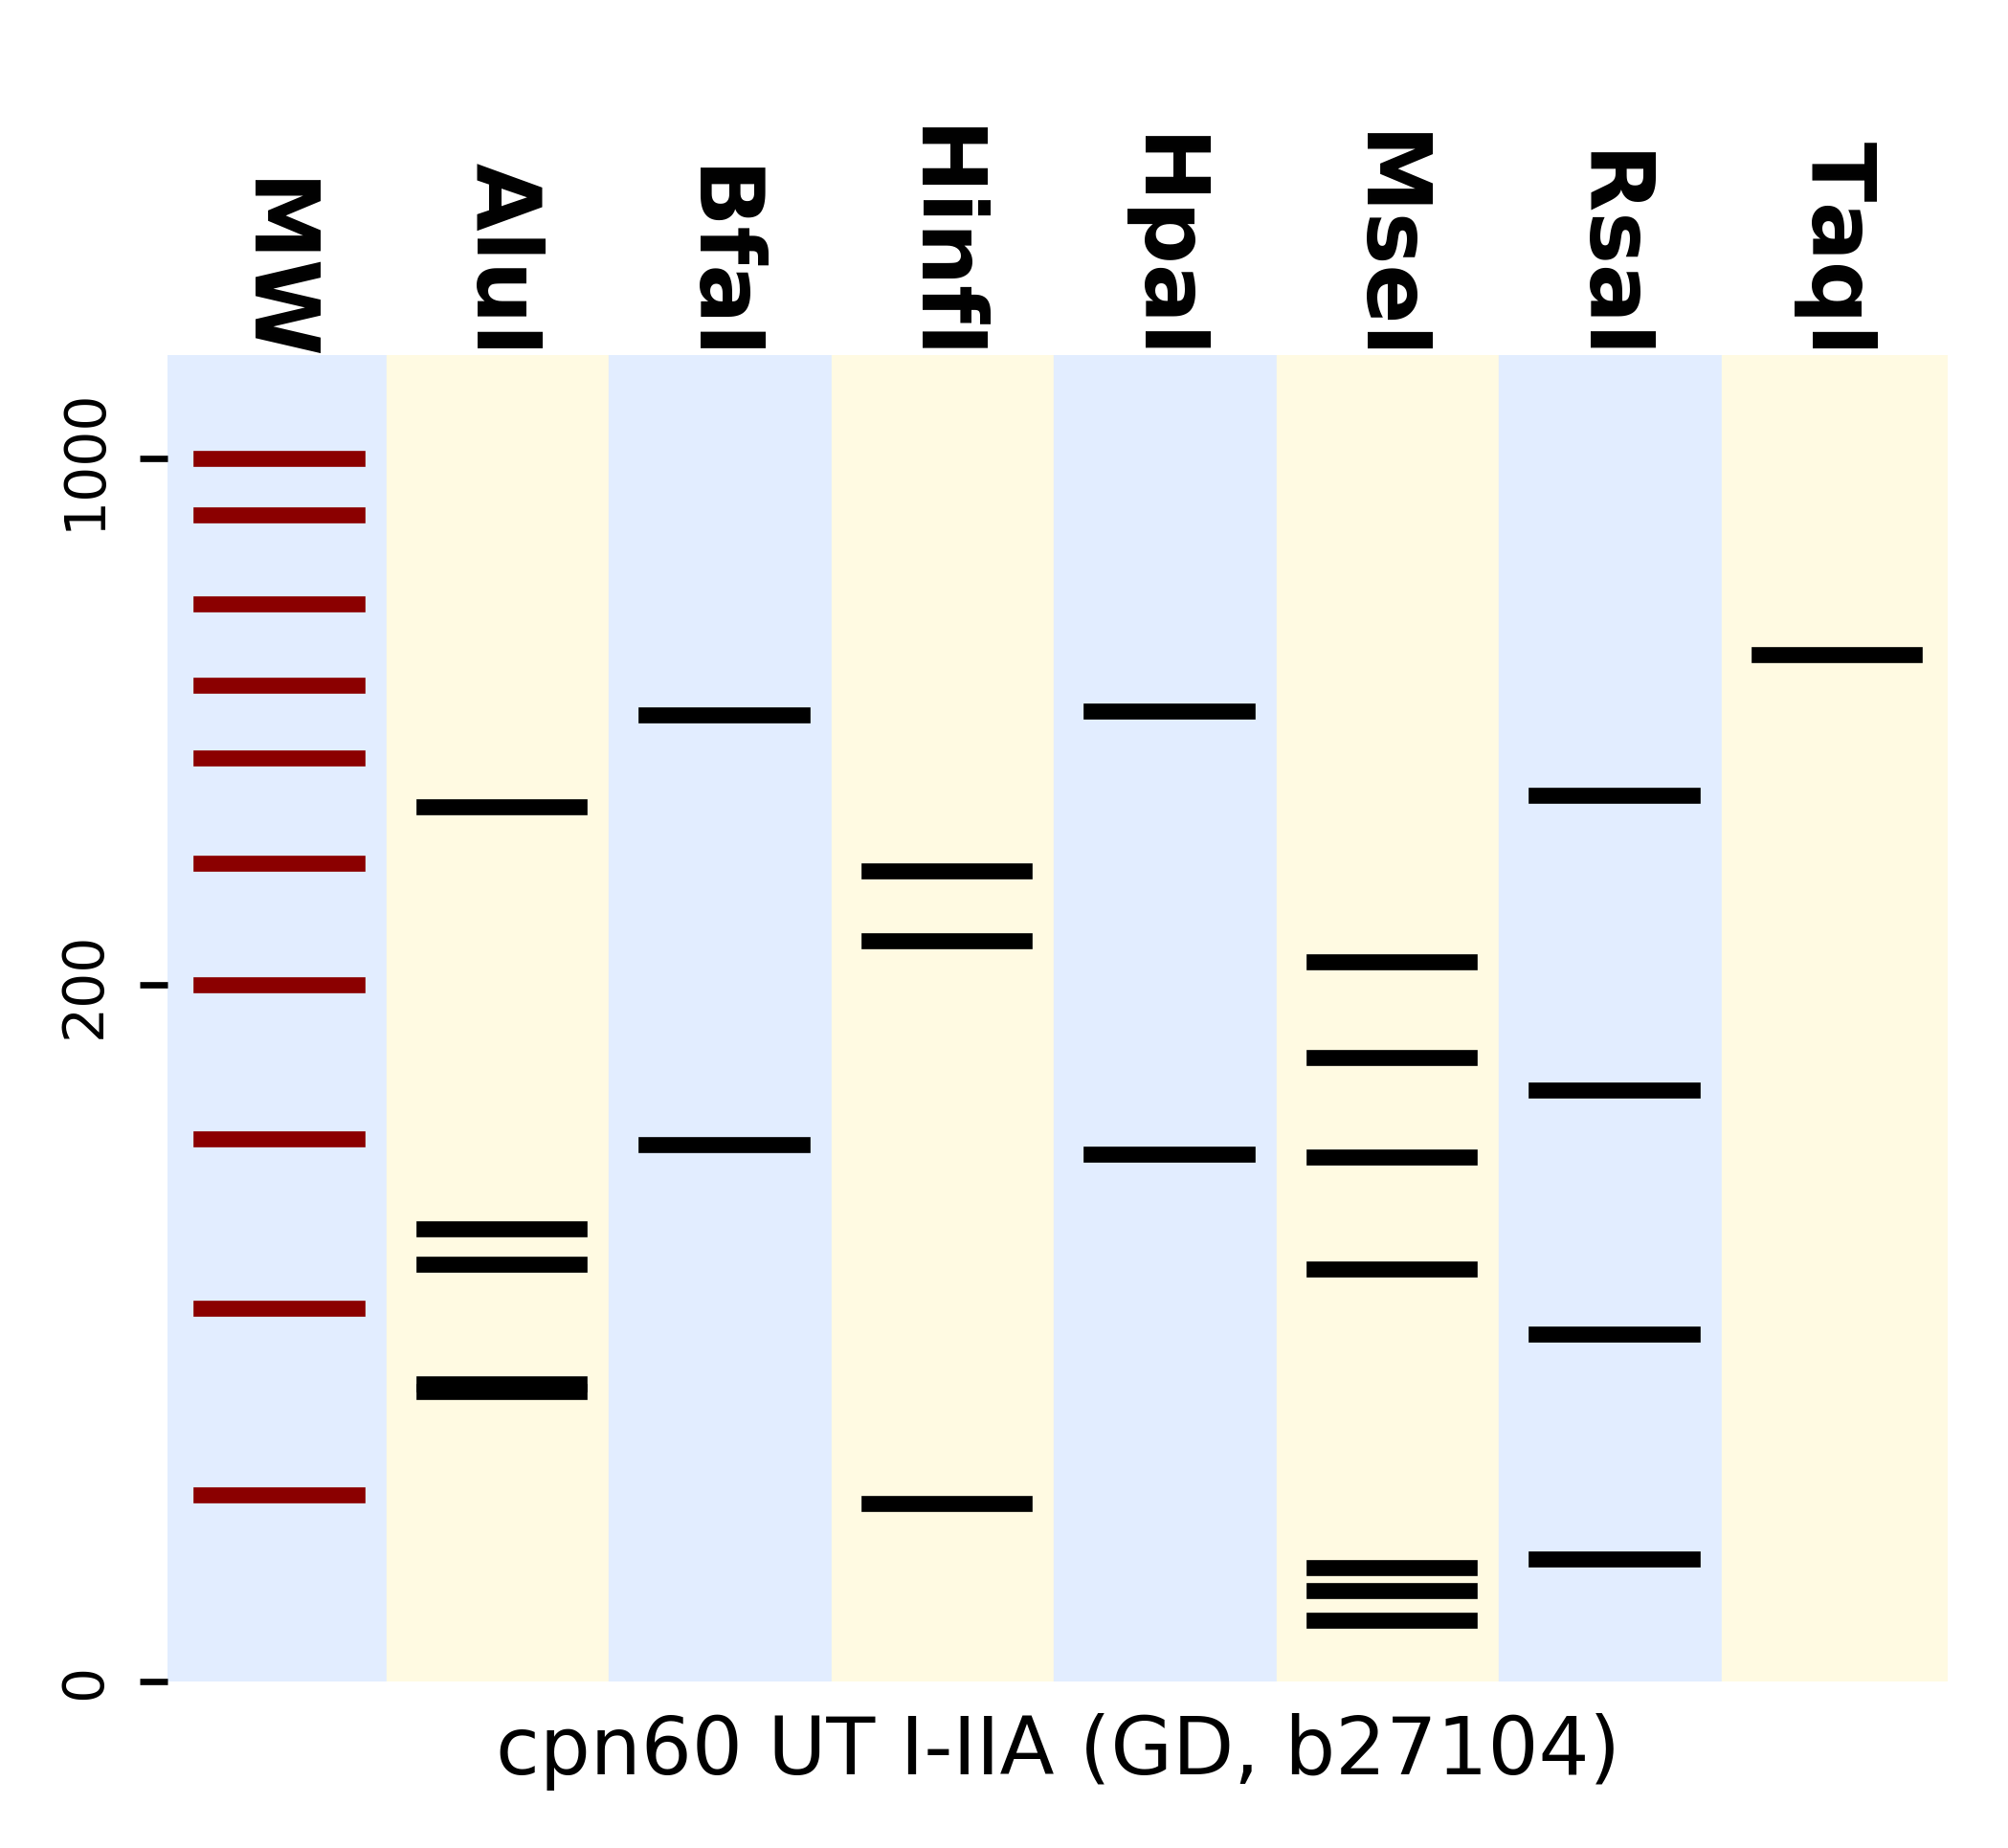 MW
AluI
BfaI
HinfI
HpaI
MseI
RsaI
TaqI
1000
200
0
cpn60 UT I-IIA (GD, b27104)